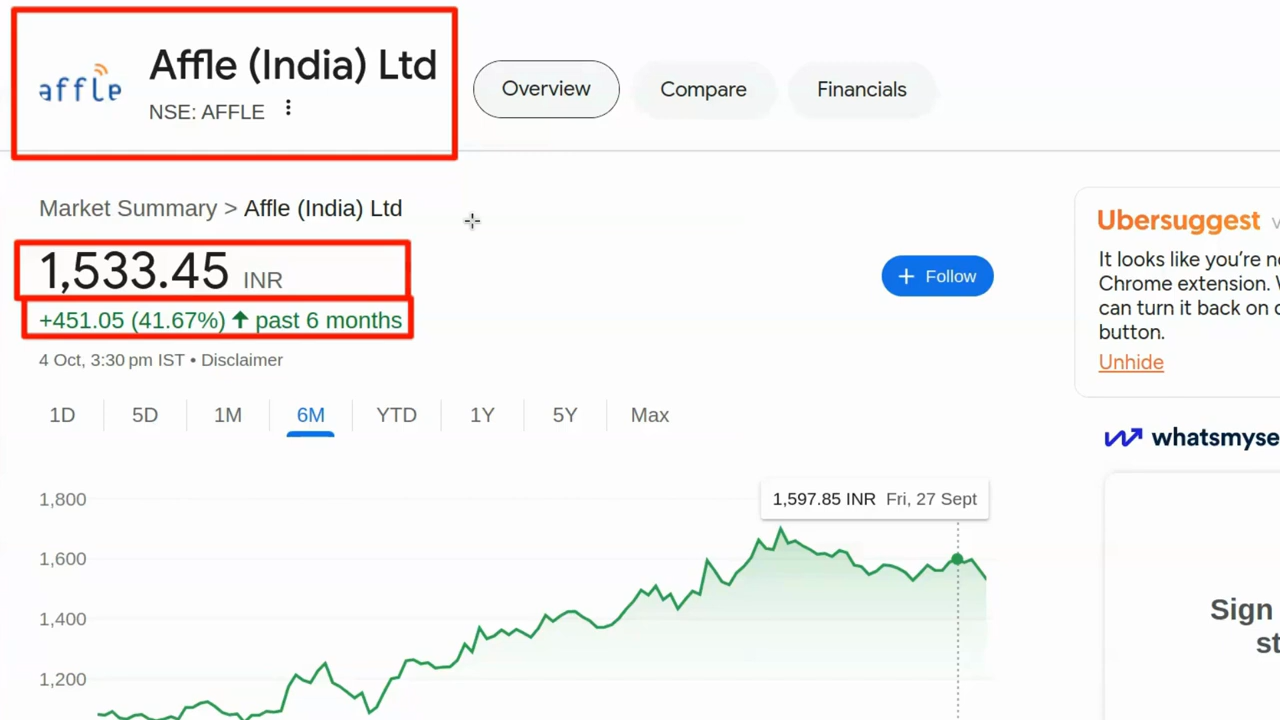 affle
Affle (India) Ltd
NSE: AFFLE
Overview
Compare
Financials
Market Summary > Affle (India) Ltd
1,533.45 INR
+451.05 (41.67%) ↑ past 6 months
4 Oct, 3:30 pm IST • Disclaimer
+ Follow
1D 5D 1M 6M YTD 1Y 5Y Max
1,800
1,600
1,400
1,200
1,597.85 INR Fri, 27 Sept
Ubersuggest
It looks like you're
Chrome extension.
can turn it back on
button.
Unhide
whatsmyse
Sign
st